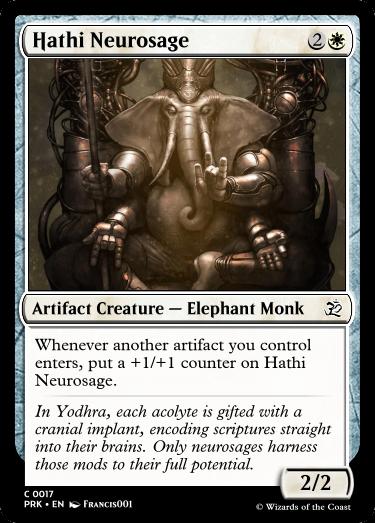 Hathi Neurosage 2
Artifact Creature — Elephant Monk
Whenever another artifact you control
enters, put a +1/+1 counter on Hathi
Neurosage.
In Yodhra, each acolyte is gifted with a
cranial implant, encoding scriptures straight
into their brains. Only neurosages harness
those mods to their full potential.
2/2
C 0017
PRK • EN Francis001
© Wizards of the Coast